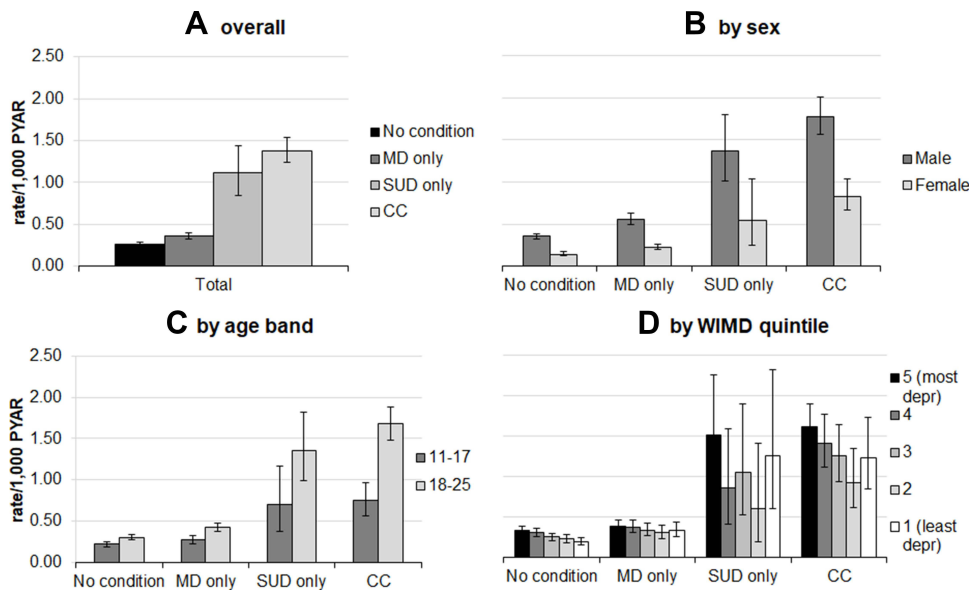 A overall
2.50
2.00
1.50
1.00
0.50
0.00
rate/1,000 PYAR
Total
No condition
MD only
SUD only
CC
B by sex
No condition
MD only
SUD only
CC
Male
Female
C by age band
2.50
2.00
1.50
1.00
0.50
0.00
rate/1,000 PYAR
No condition
MD only
SUD only
CC
11-17
18-25
D by WIMD quintile
No condition
MD only
SUD only
CC
5 (most
depr)
4
3
2
1 (least
depr)